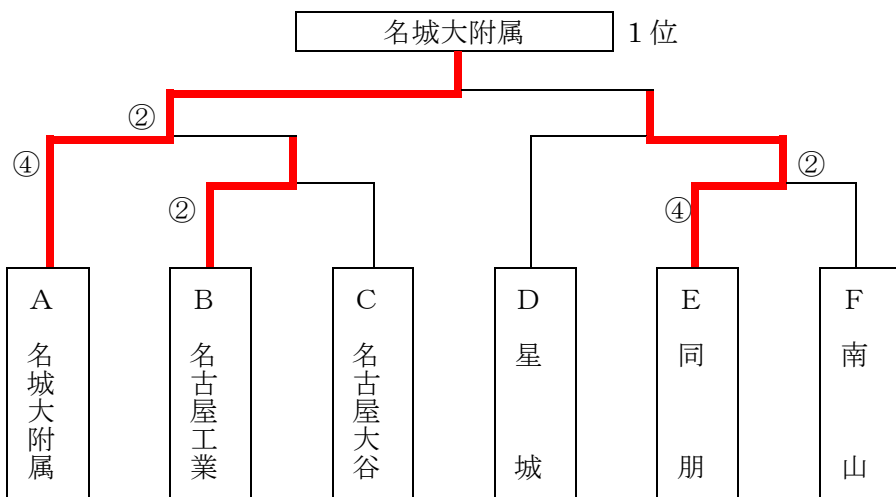 名城大附属 １位
②
④
②
②
④
Ａ 名城大附属
Ｂ 名古屋工業
Ｃ 名古屋大谷
Ｄ 星城
Ｅ 同朋
Ｆ 南山